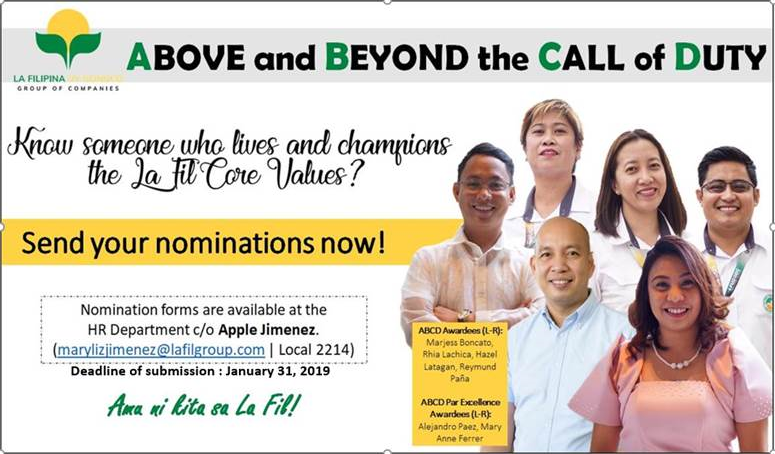 ABOVE and BEYOND the CALL of DUTY
LA FILIPINA UY GONGCO
GROUP OF COMPANIES
Know someone who lives and champions
the La Fil Core Values?
Send your nominations now!
Nomination forms are available at the
HR Department c/o Apple Jimenez.
(marylizjimenez@lafilgroup.com | Local 2214)
Deadline of submission : January 31, 2019
Amu ni kita sa La Fil!
ABCD Awardees (L-R):
Marjess Boncato,
Rhia Lachica, Hazel
Latagan, Reymund
Paña
ABCD Par Excellence
Awardees (L-R):
Alejandro Paez, Mary
Anne Ferrer